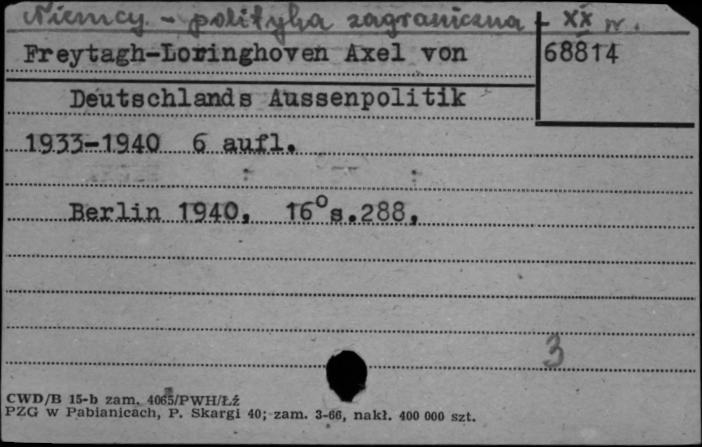 Niemcy - polityka zagraniczna - XX w.
Freytagh-Loringhoven Axel von
68814
Deutschlands Aussenpolitik
1933-1940 6 aufl.
Berlin 1940, 16°s.288,
3
CWD/B 15-b zam. 4065/PWH/Łź
PZG w Pabianicach, P. Skargi 40; zam. 3-66, nakł. 400 000 szt.